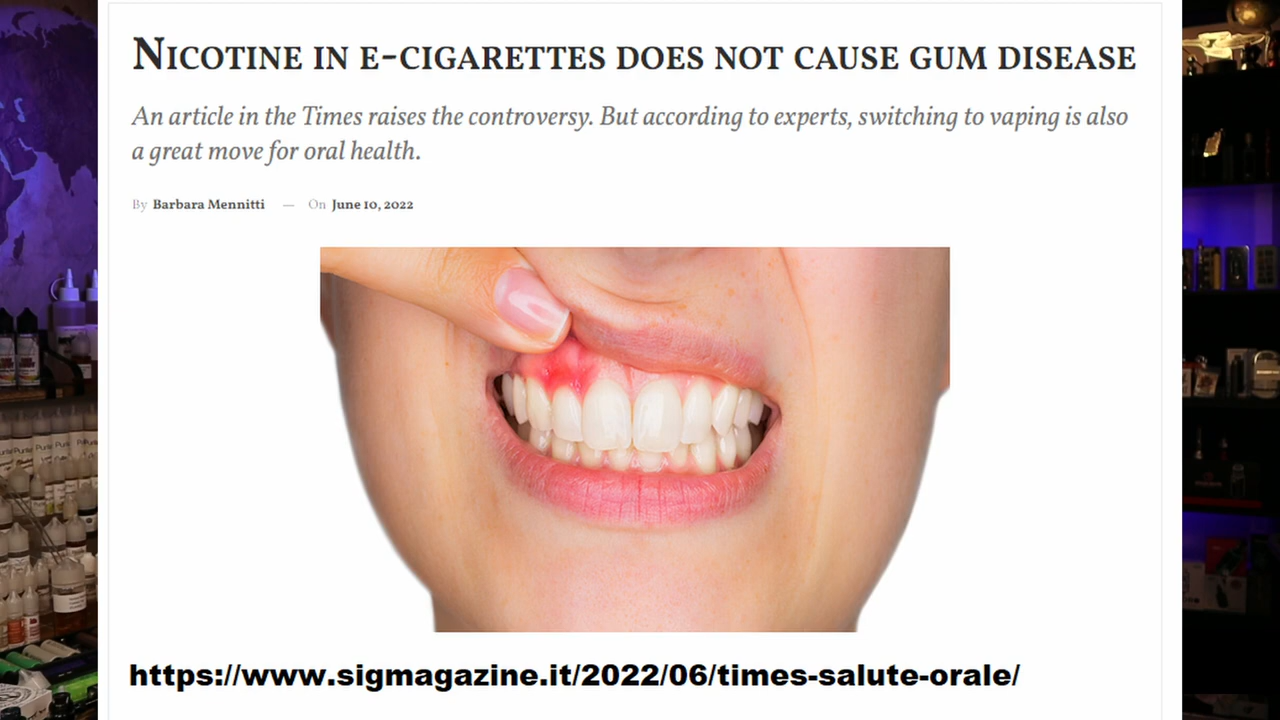 Nicotine in e-cigarettes does not cause gum disease
An article in the Times raises the controversy. But according to experts, switching to vaping is also
a great move for oral health.
By Barbara Mennitti — On June 10, 2022
https://www.sigmagazine.it/2022/06/times-salute-orale/